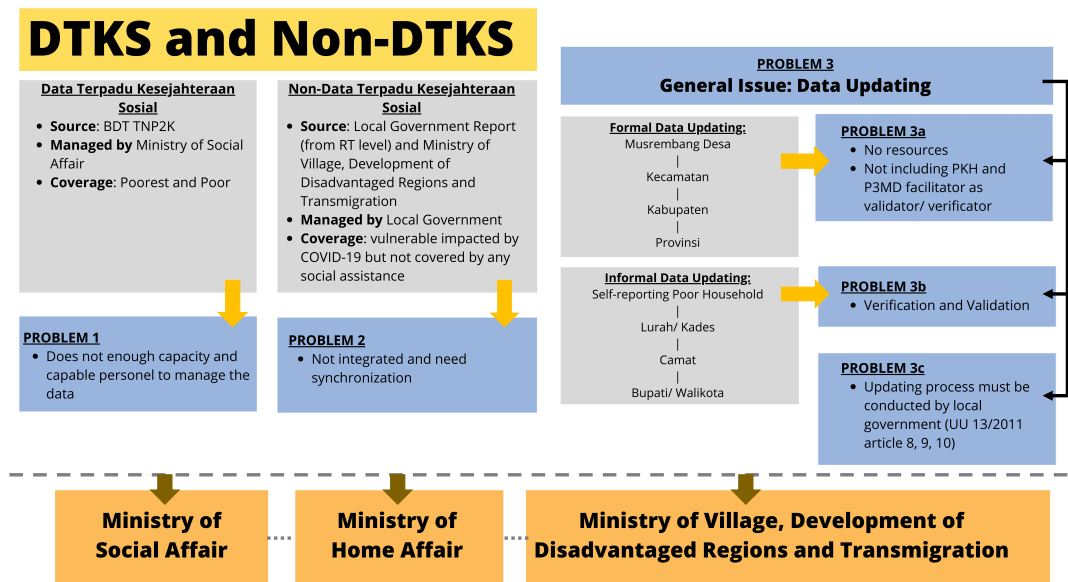 DTKS and Non-DTKS
Data Terpadu Kesejahteraan
Sosial
Source: BDT TNP2K
Managed by Ministry of Social
Affair
Coverage: Poorest and Poor
Non-Data Terpadu Kesejahteraan
Sosial
Source: Local Government Report
(from RT level) and Ministry of
Village, Development of
Disadvantaged Regions and
Transmigration
Managed by Local Government
Coverage: vulnerable impacted by
COVID-19 but not covered by any
social assistance
PROBLEM 1
Does not enough capacity and
capable personel to manage the
data
PROBLEM 2
Not integrated and need
synchronization
PROBLEM 3
General Issue: Data Updating
Formal Data Updating:
Musrembang Desa
Kecamatan
Kabupaten
Provinsi
PROBLEM 3a
No resources
Not including PKH and
P3MD facilitator as
validator/ verificator
Informal Data Updating:
Self-reporting Poor Household
Lurah/ Kades
Camat
Bupati/ Walikota
PROBLEM 3b
Verification and Validation
PROBLEM 3c
Updating process must be
conducted by local
government (UU 13/2011
article 8, 9, 10)
Ministry of
Social Affair
Ministry of
Home Affair
Ministry of Village, Development of
Disadvantaged Regions and Transmigration